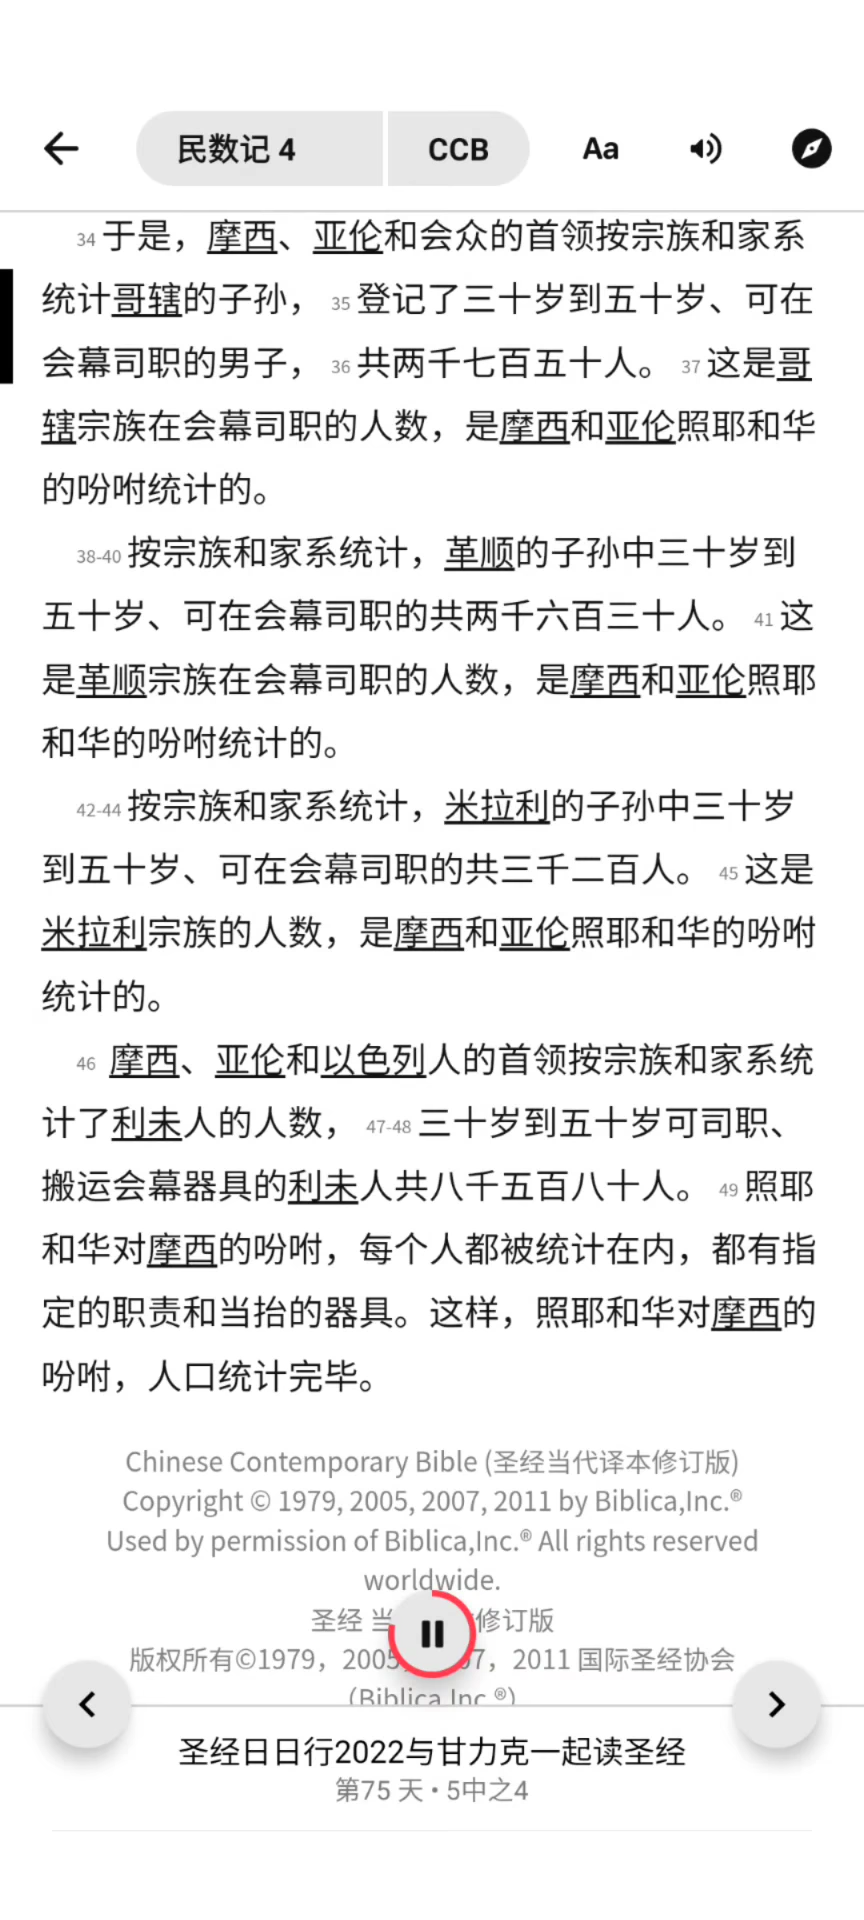 民数记 4 CCB Aa
34 于是，摩西、亚伦和会众的首领按宗族和家系
统计哥辖的子孙， 35 登记了三十岁到五十岁、可在
会幕司职的男子， 36 共两千七百五十人。 37 这是哥
辖宗族在会幕司职的人数，是摩西和亚伦照耶和华
的吩咐统计的。
38-40 按宗族和家系统计，革顺的子孙中三十岁到
五十岁、可在会幕司职的共两千六百三十人。 41 这
是革顺宗族在会幕司职的人数，是摩西和亚伦照耶
和华的吩咐统计的。
42-44 按宗族和家系统计，米拉利的子孙中三十岁
到五十岁、可在会幕司职的共三千二百人。 45 这是
米拉利宗族的人数，是摩西和亚伦照耶和华的吩咐
统计的。
46 摩西、亚伦和以色列人的首领按宗族和家系统
计了利未人的人数， 47-48 三十岁到五十岁可司职、
搬运会幕器具的利未人共八千五百八十人。 49 照耶
和华对摩西的吩咐，每个人都被统计在内，都有指
定的职责和当抬的器具。这样，照耶和华对摩西的
吩咐，人口统计完毕。
Chinese Contemporary Bible (圣经当代译本修订版)
Copyright © 1979, 2005, 2007, 2011 by Biblica,Inc.®
Used by permission of Biblica,Inc.® All rights reserved
worldwide.
圣经 当 修订版
版权所有©1979，2005 07，2011 国际圣经协会
（Biblica,Inc.®）
圣经日日行2022与甘力克一起读圣经
第75 天 • 5中之4